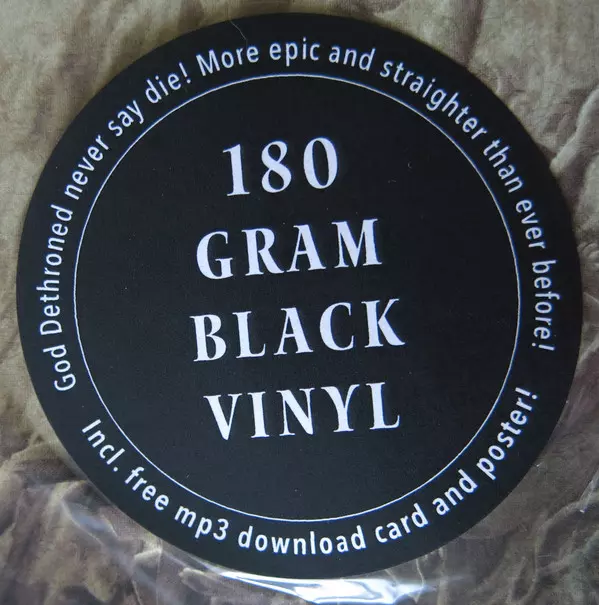 God Dethroned never say die! More epic and straighter than ever before!
180
GRAM
BLACK
VINYL
Incl. free mp3 download card and poster!